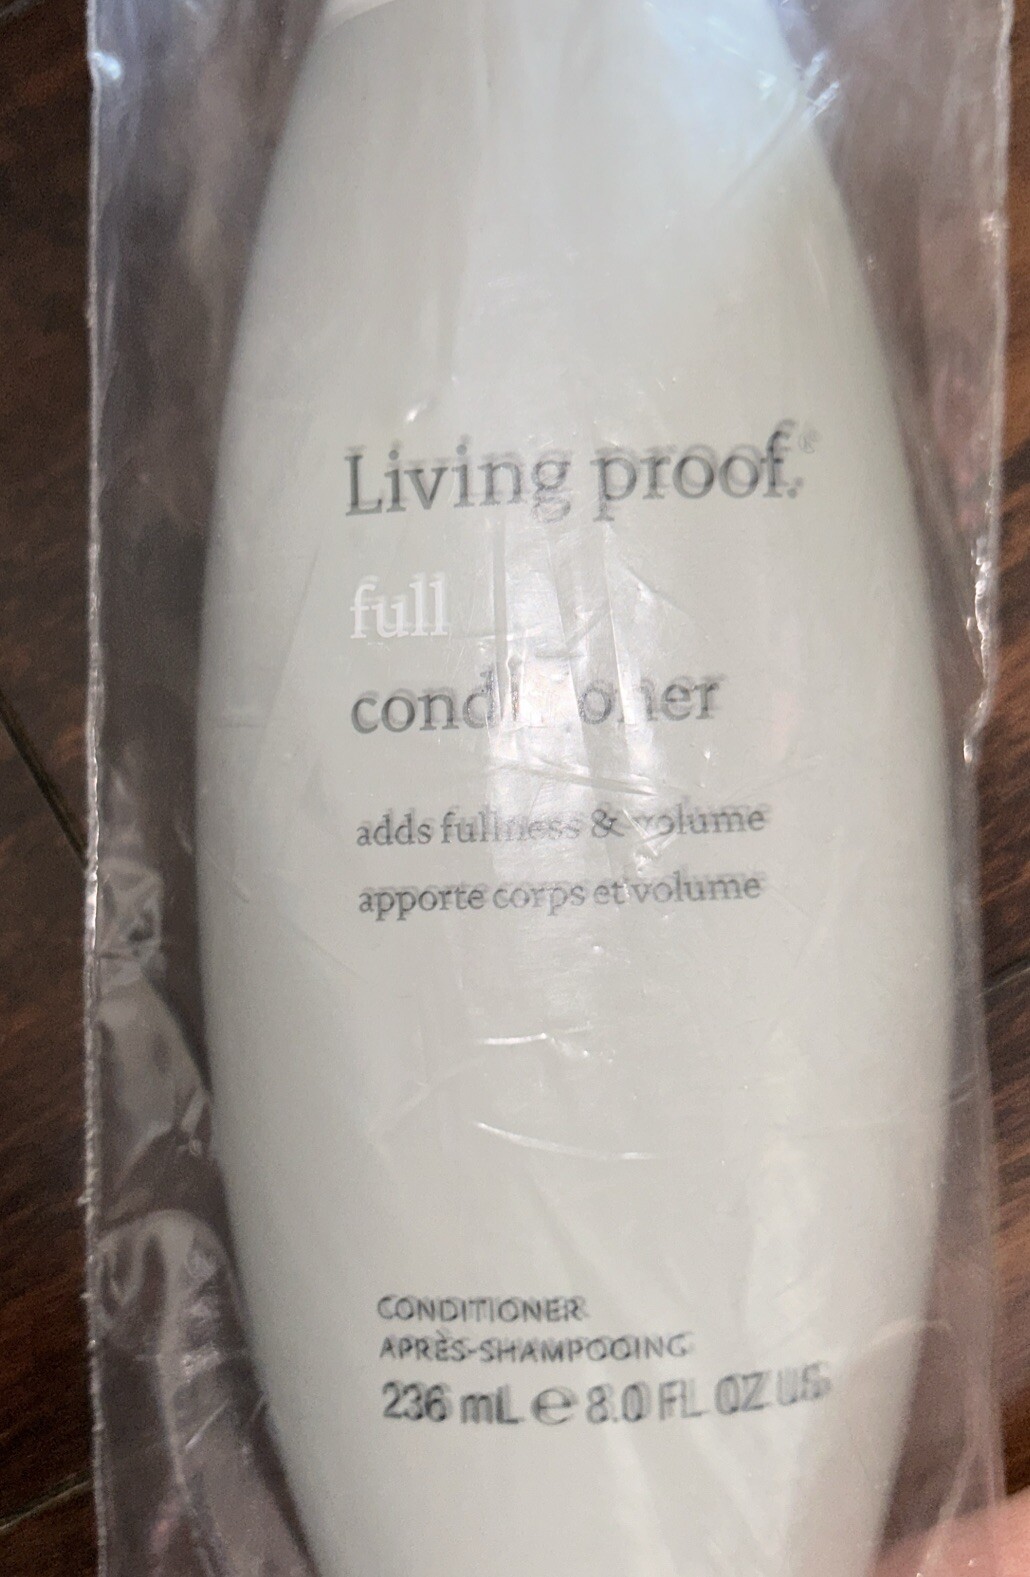 Living proof.®
full
conditioner
adds fullness & volume
apporte corps et volume
CONDITIONER
APRÈS-SHAMPOOING
236 mL ℮ 8.0 FL OZ US